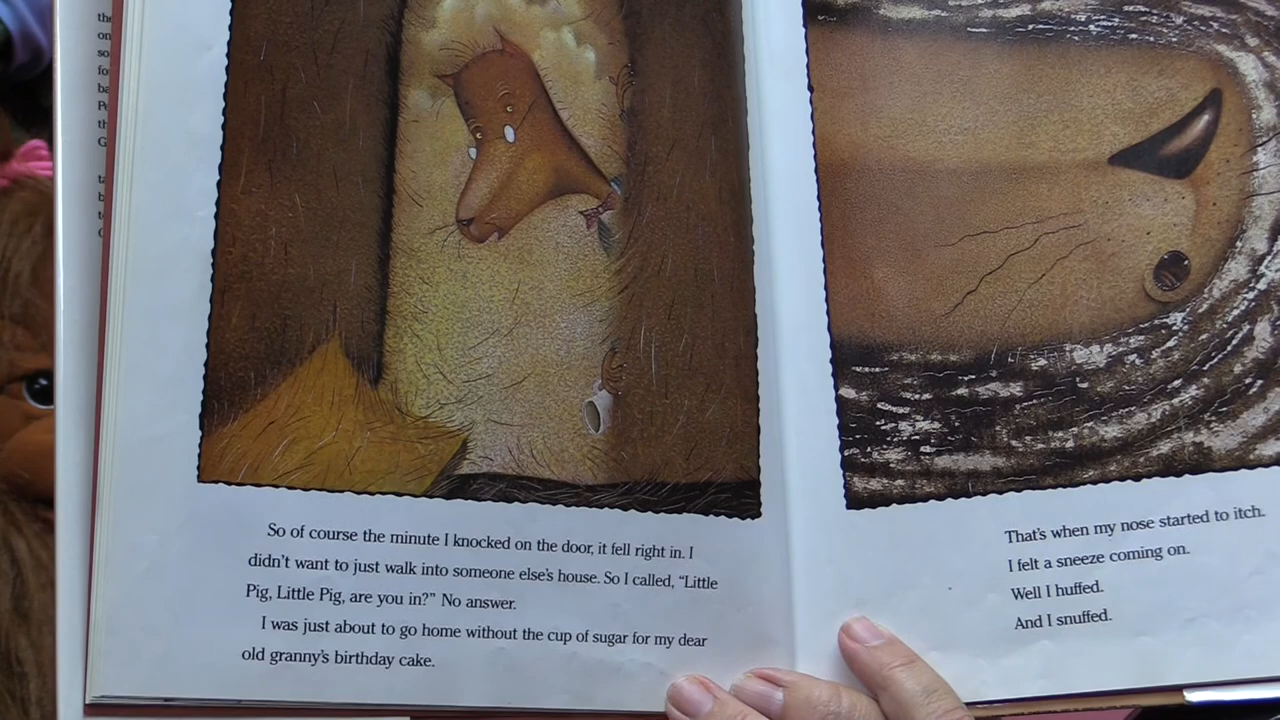 So of course the minute I knocked on the door, it fell right in. I
didn't want to just walk into someone else's house. So I called, "Little
Pig, Little Pig, are you in?" No answer.
I was just about to go home without the cup of sugar for my dear
old granny's birthday cake.
That's when my nose started to itch.
I felt a sneeze coming on.
Well I huffed.
And I snuffed.